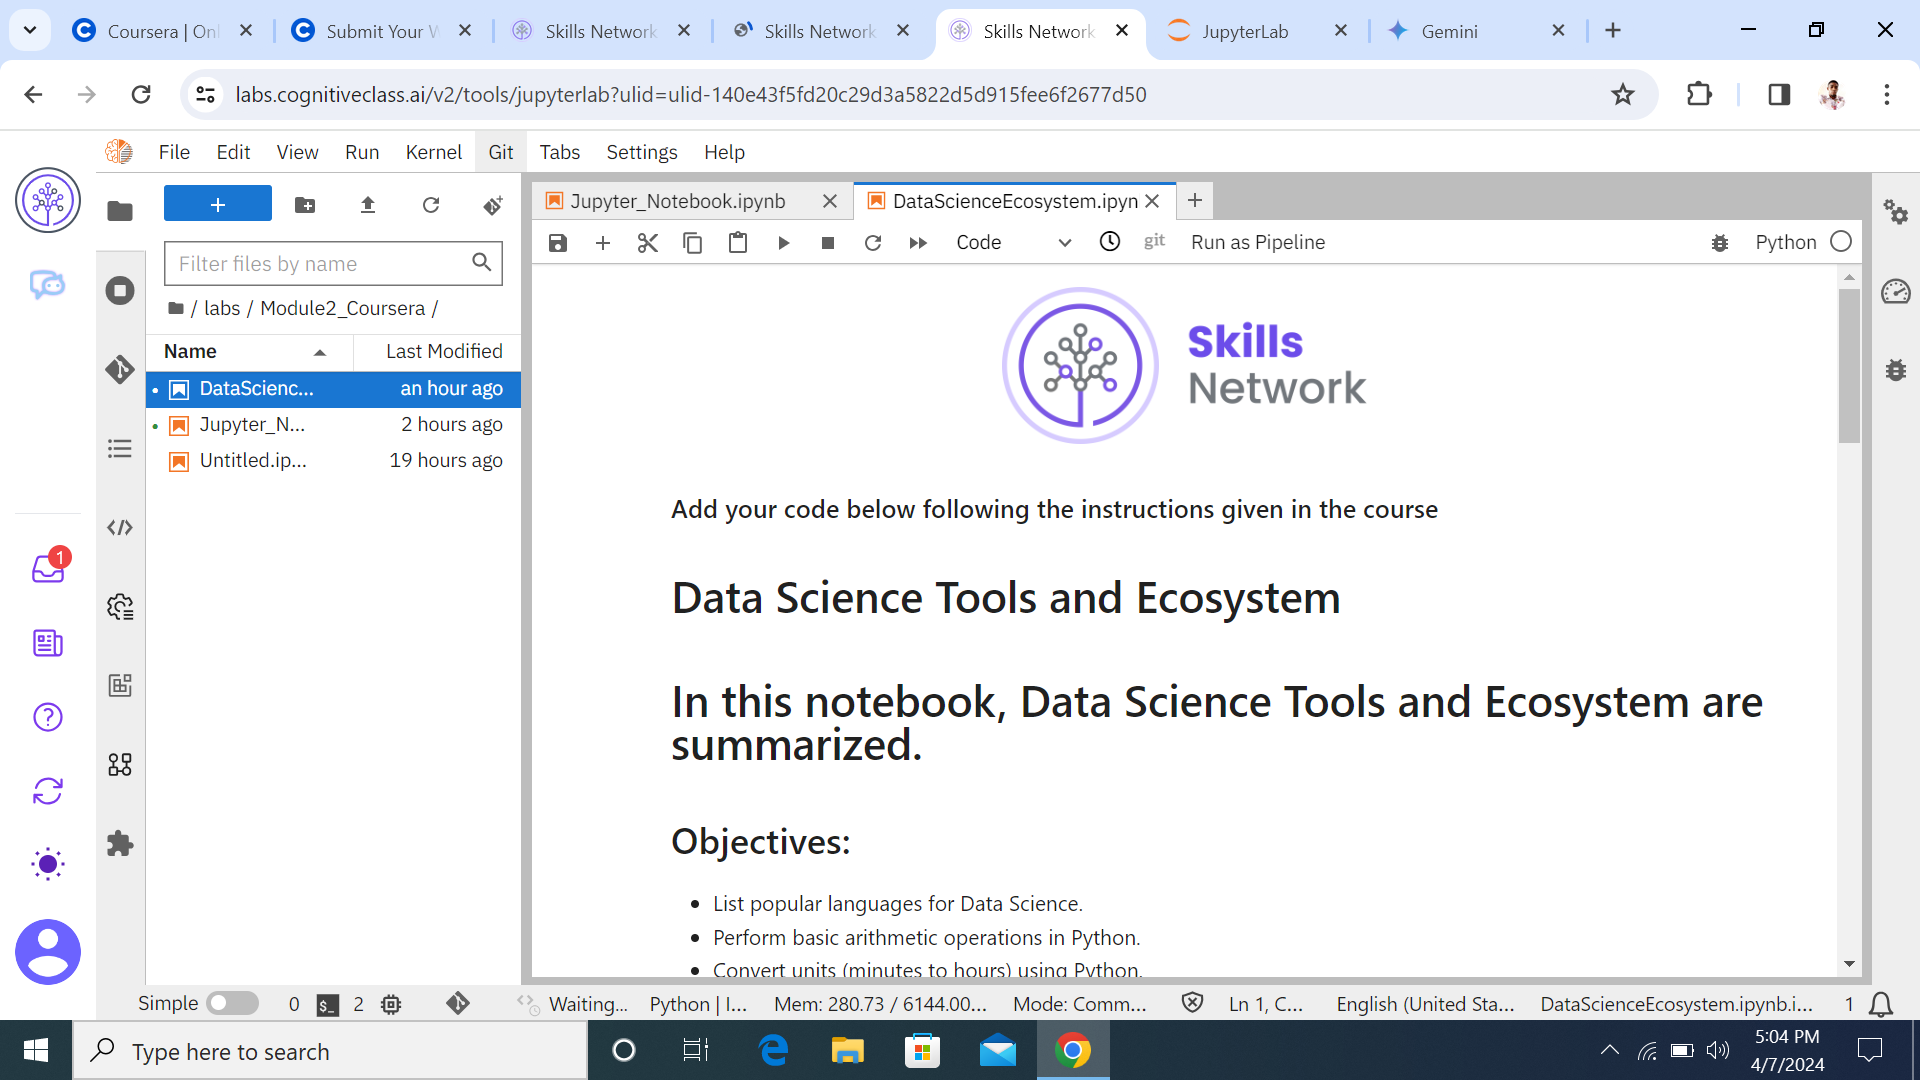 Coursera | Onl
Submit Your W
Skills Network
Skills Network
Skills Network
JupyterLab
Gemini
labs.cognitiveclass.ai/v2/tools/jupyterlab?ulid=ulid-140e43f5fd20c29d3a5822d5d915fee6f2677d50
File Edit View Run Kernel Git Tabs Settings Help
Filter files by name
/ labs / Module2_Coursera /
Name Last Modified
DataScienc... an hour ago
Jupyter_N... 2 hours ago
Untitled.ip... 19 hours ago
1
Jupyter_Notebook.ipynb
DataScienceEcosystem.ipyn
Code
git
Run as Pipeline
Python
Skills
Network
Add your code below following the instructions given in the course
Data Science Tools and Ecosystem
In this notebook, Data Science Tools and Ecosystem are
summarized.
Objectives:
List popular languages for Data Science.
Perform basic arithmetic operations in Python.
Convert units (minutes to hours) using Python.
Simple 0 $_ 2 Waiting... Python | I... Mem: 280.73 / 6144.00... Mode: Comm... Ln 1, C... English (United Sta... DataScienceEcosystem.ipynb.i... 1
Type here to search
5:04 PM
4/7/2024